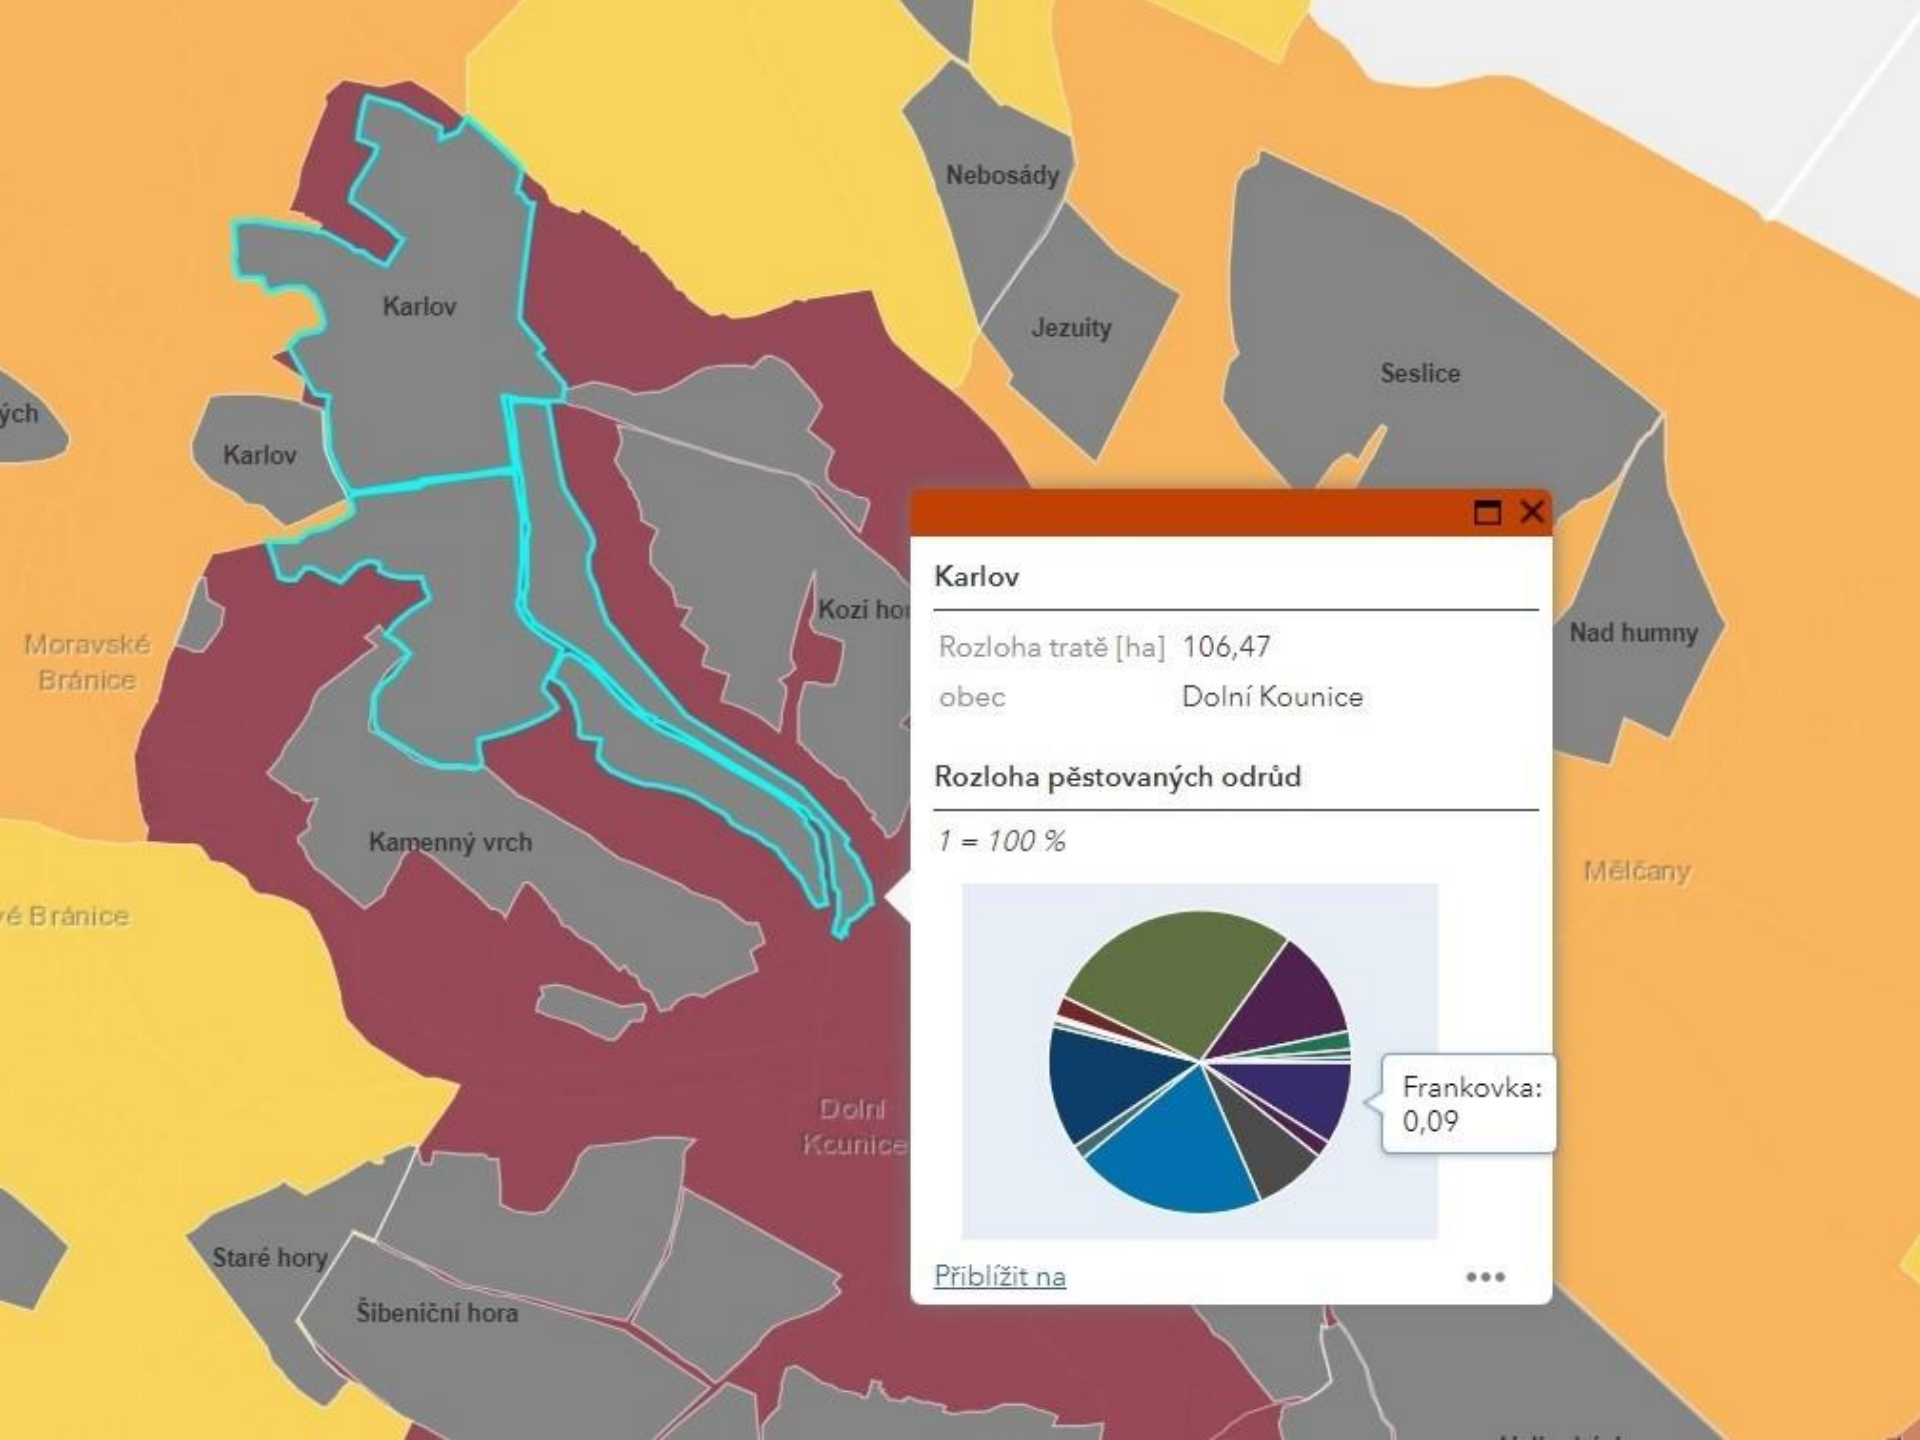 Nebosády
Karlov
Jezuity
Seslice
ých
Karlov
Karlov
Rozloha tratě [ha] 106,47
obec Dolní Kounice
Kozí hor
Nad humny
Moravské
Bránice
Rozloha pěstovaných odrůd
1 = 100 %
Kamenný vrch
Mělčany
vé Bránice
Frankovka:
0,09
Dolní
Kounice
Staré hory
Přiblížit na
Šibeniční hora